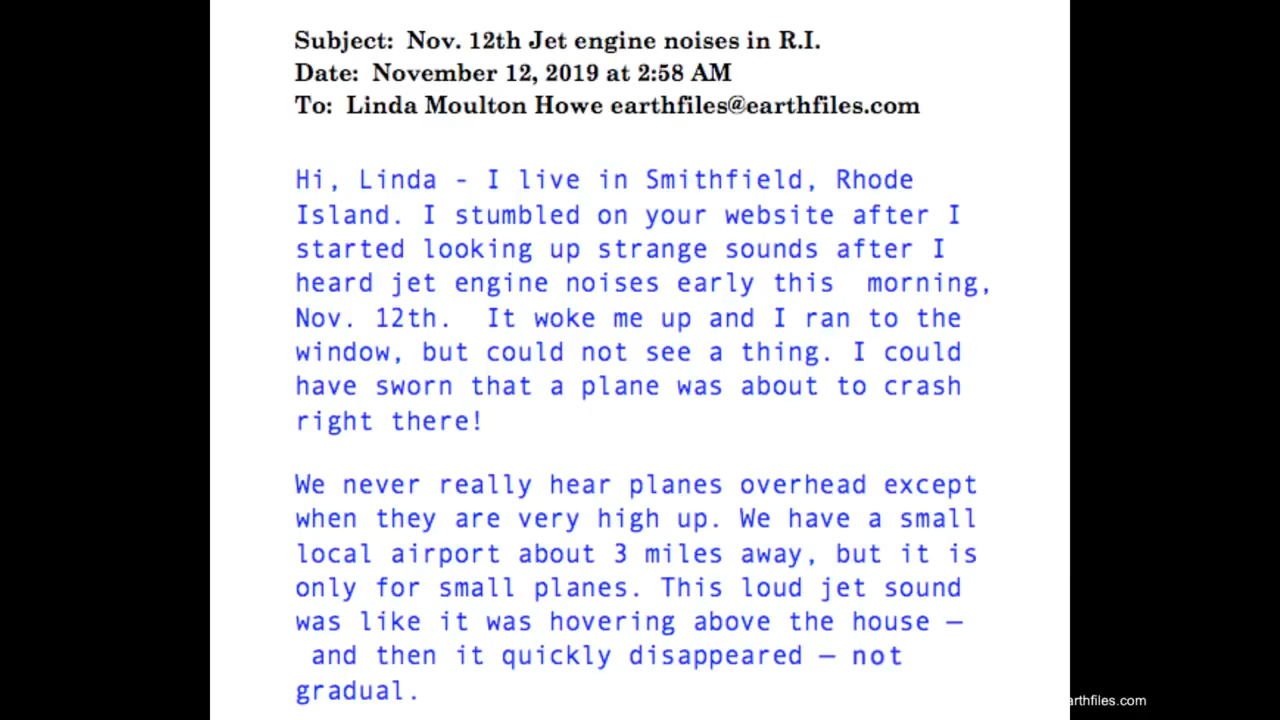 Subject: Nov. 12th Jet engine noises in R.I.
Date: November 12, 2019 at 2:58 AM
To: Linda Moulton Howe earthfiles@earthfiles.com
Hi, Linda - I live in Smithfield, Rhode
Island. I stumbled on your website after I
started looking up strange sounds after I
heard jet engine noises early this morning,
Nov. 12th. It woke me up and I ran to the
window, but could not see a thing. I could
have sworn that a plane was about to crash
right there!
We never really hear planes overhead except
when they are very high up. We have a small
local airport about 3 miles away, but it is
only for small planes. This loud jet sound
was like it was hovering above the house —
and then it quickly disappeared — not
gradual.
arthfiles.com